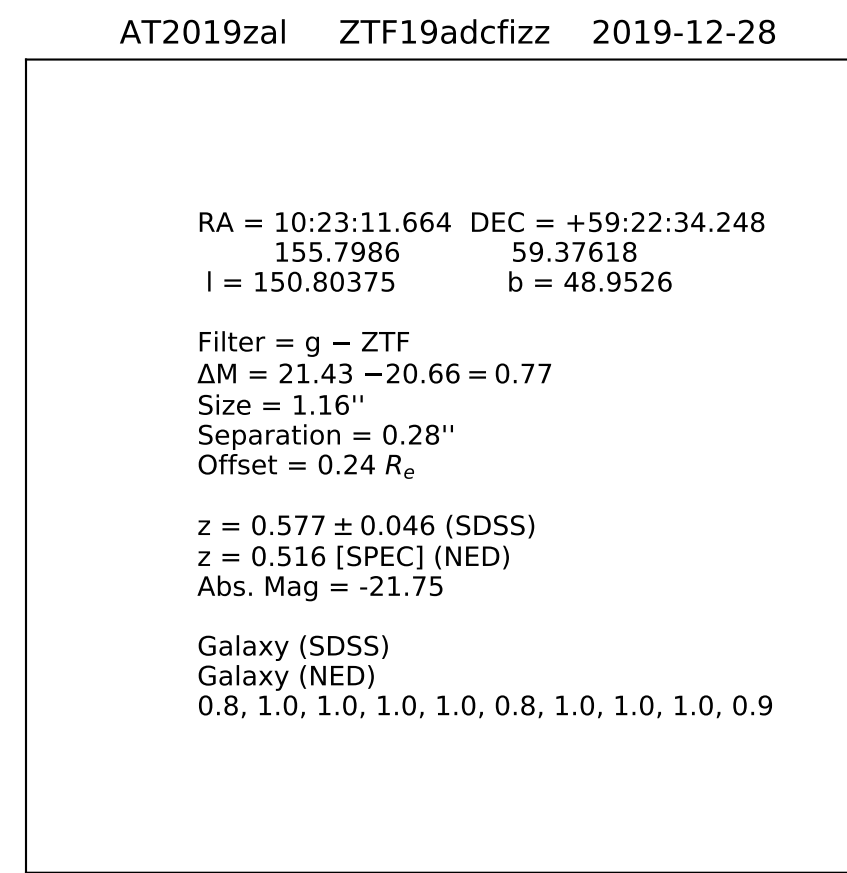 AT2019zal ZTF19adcfizz 2019-12-28
RA = 10:23:11.664 DEC = +59:22:34.248
155.7986 59.37618
l = 150.80375 b = 48.9526
Filter = g − ZTF
ΔM = 21.43 −20.66 = 0.77
Size = 1.16''
Separation = 0.28''
Offset = 0.24 Rₑ
z = 0.577 ± 0.046 (SDSS)
z = 0.516 [SPEC] (NED)
Abs. Mag = -21.75
Galaxy (SDSS)
Galaxy (NED)
0.8, 1.0, 1.0, 1.0, 1.0, 0.8, 1.0, 1.0, 1.0, 0.9